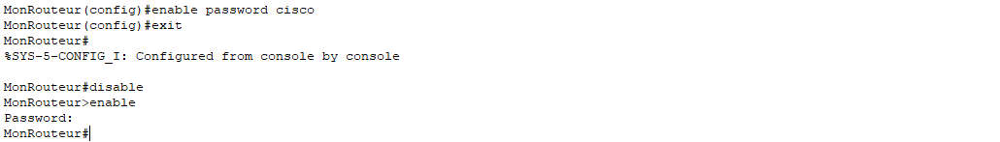 MonRouteur(config)#enable password cisco
MonRouteur(config)#exit
MonRouteur#
%SYS-5-CONFIG_I: Configured from console by console
MonRouteur#disable
MonRouteur>enable
Password:
MonRouteur#